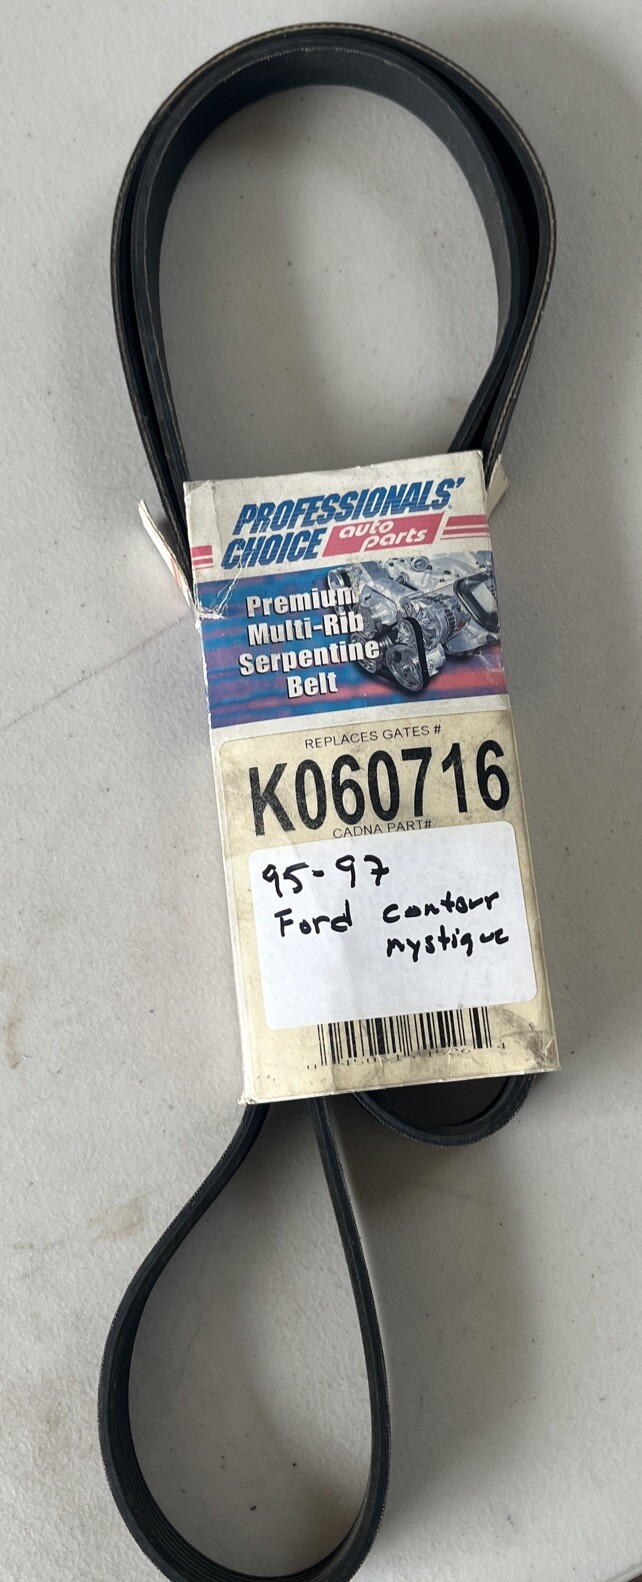 PROFESSIONALS'
CHOICE auto parts
Premium
Multi-Rib
Serpentine
Belt
REPLACES GATES #
K060716
CADNA PART#
95-97
Ford contour
mystique